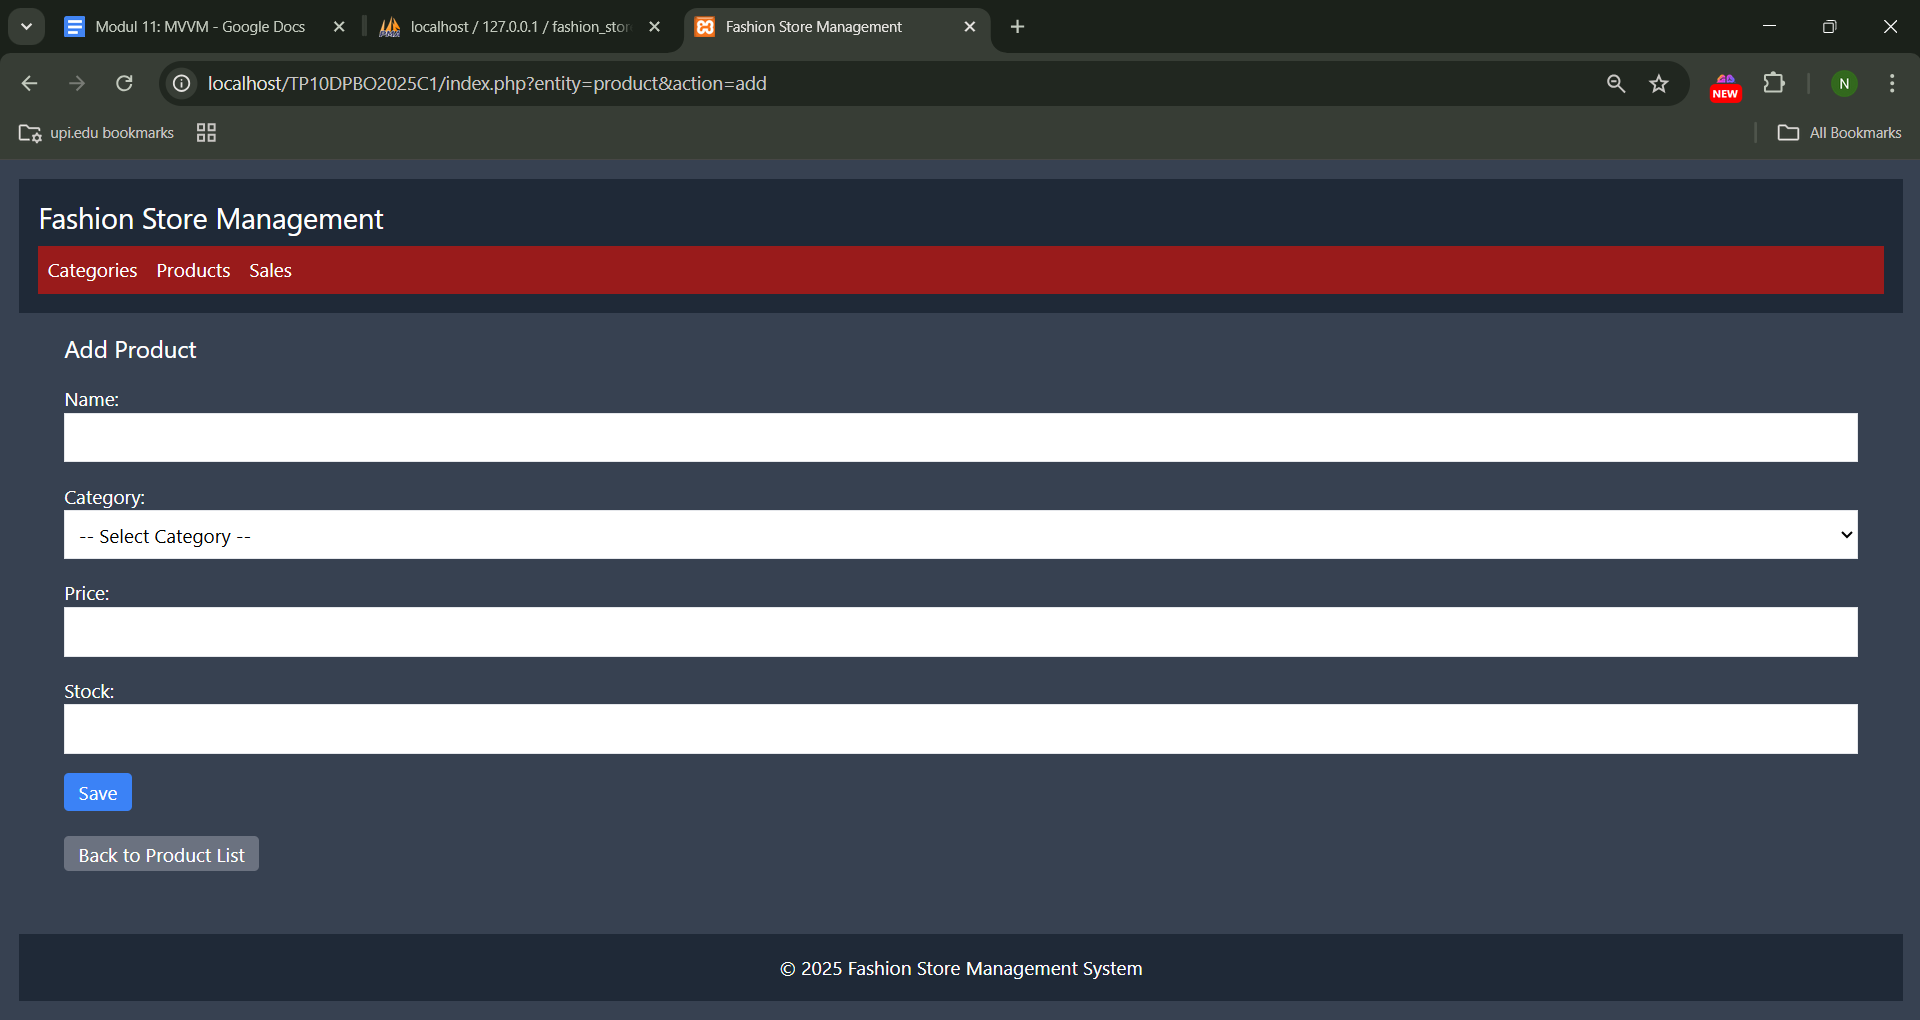 Modul 11: MVVM - Google Docs
localhost / 127.0.0.1 / fashion_stor
Fashion Store Management
localhost/TP10DPBO2025C1/index.php?entity=product&action=add
NEW
N
upi.edu bookmarks
All Bookmarks
Fashion Store Management
Categories Products Sales
Add Product
Name:
Category:
-- Select Category --
Price:
Stock:
Save
Back to Product List
© 2025 Fashion Store Management System